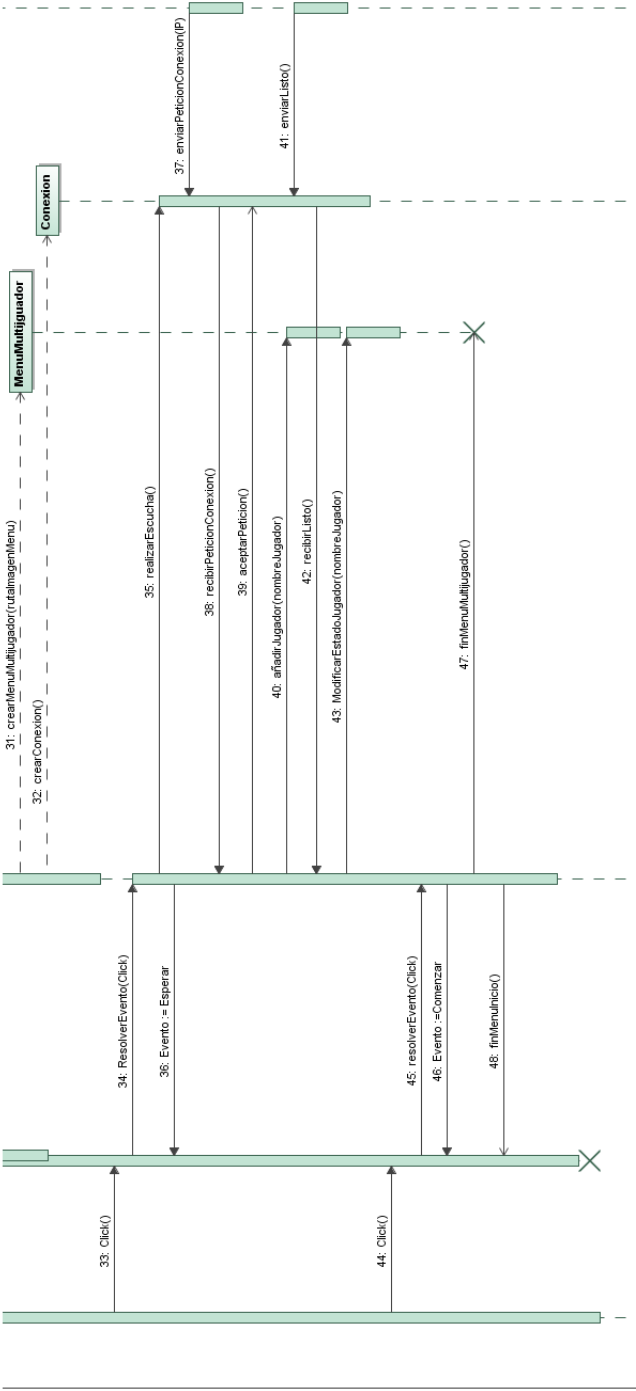 MenuMultijguador
Conexion
31: crearMenuMultijugador(rutaImagenMenu)
32: crearConexion()
33: Click()
34: ResolverEvento(Click)
35: realizarEscucha()
36: Evento := Esperar
37: enviarPeticionConexion(IP)
38: recibirPeticionConexion()
39: aceptarPeticion()
40: añadirJugador(nombreJugador)
41: enviarListo()
42: recibirListo()
43: ModificarEstadoJugador(nombreJugador)
44: Click()
45: resolverEvento(Click)
46: Evento :=Comenzar
47: finMenuMultijugador()
48: finMenuInicio()